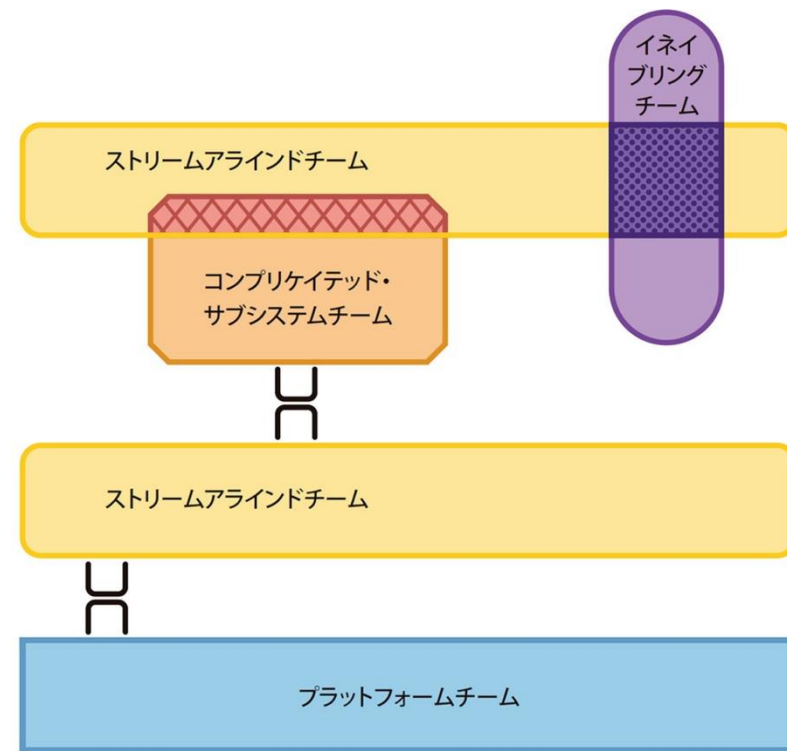 イネイ
ブリング
チーム
ストリームアラインドチーム
コンプリケイテッド・
サブシステムチーム
ストリームアラインドチーム
プラットフォームチーム